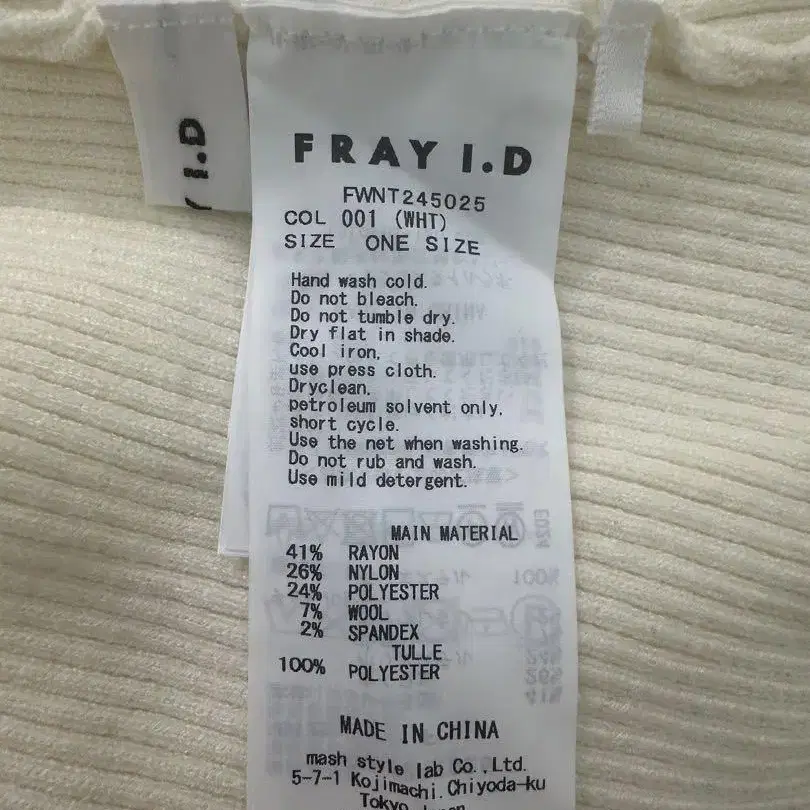 FRAY I.D
FWNT245025
COL 001 (WHT)
SIZE ONE SIZE
Hand wash cold.
Do not bleach.
Do not tumble dry.
Dry flat in shade.
Cool iron,
use press cloth.
Dryclean,
petroleum solvent only,
short cycle.
Use the net when washing.
Do not rub and wash.
Use mild detergent.
MAIN MATERIAL
41% RAYON
26% NYLON
24% POLYESTER
7% WOOL
2% SPANDEX
TULLE
100% POLYESTER
MADE IN CHINA
mash style lab Co.,Ltd.
5-7-1 Kojimachi,Chiyoda-ku
Tokyo Japan
Y I.D